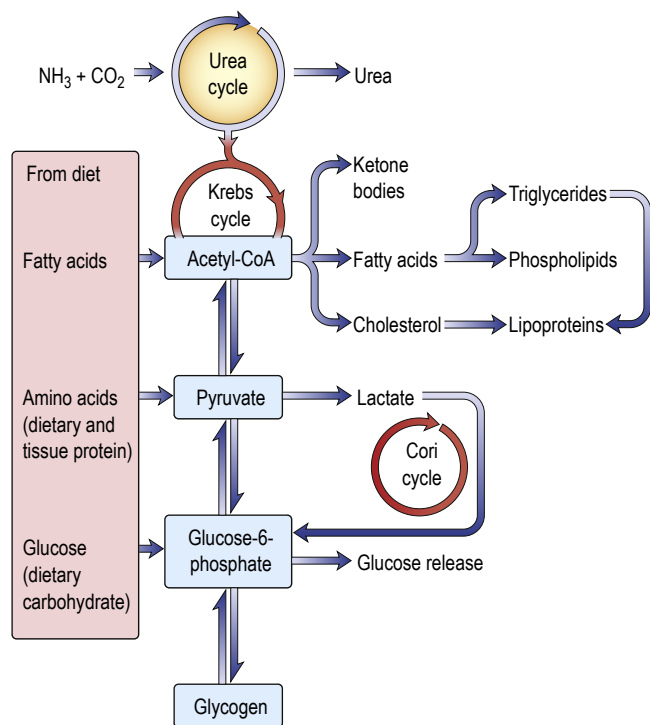 NH3 + CO2
Urea
cycle
Urea
From diet
Krebs
cycle
Ketone
bodies
Triglycerides
Fatty acids
Acetyl-CoA
Fatty acids
Phospholipids
Cholesterol
Lipoproteins
Amino acids
(dietary and
tissue protein)
Pyruvate
Lactate
Cori
cycle
Glucose
(dietary
carbohydrate)
Glucose-6-
phosphate
Glucose release
Glycogen